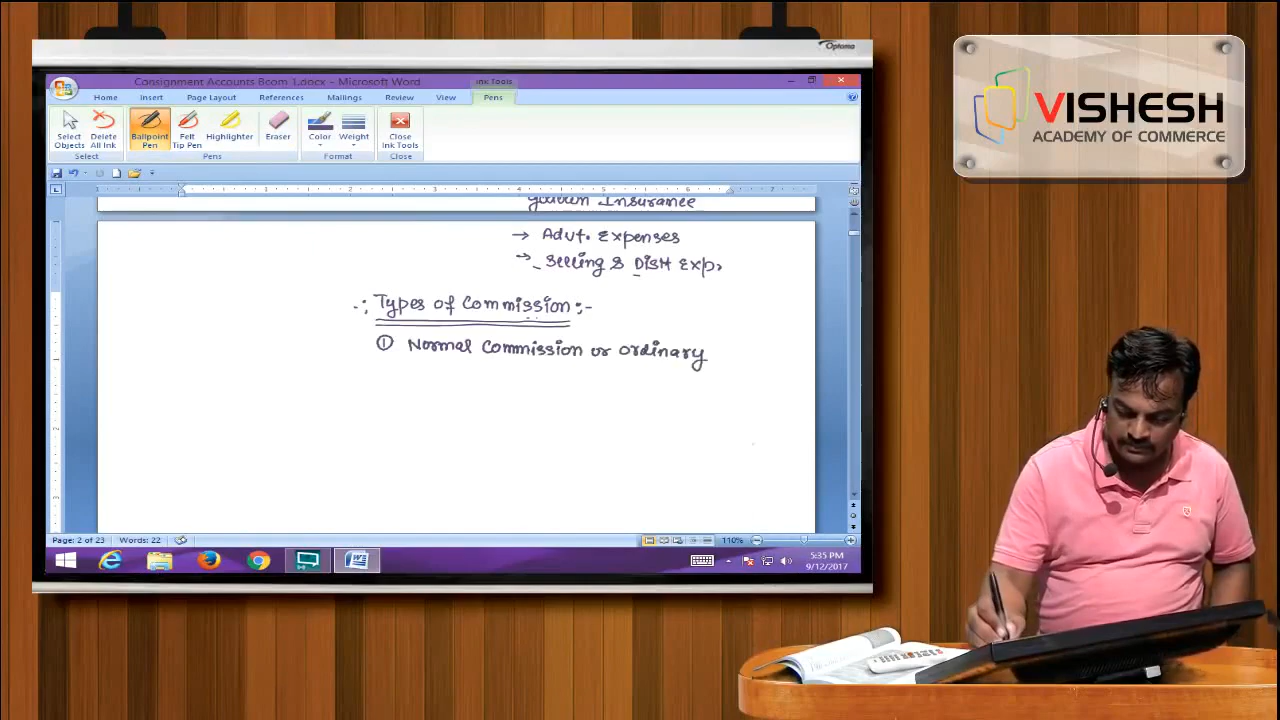 Optoma
VISHESH
ACADEMY OF COMMERCE
Consignment Accounts Bcom 1.docx - Microsoft Word
Ink Tools
Home Insert Page Layout References Mailings Review View Pens
Select Objects
Delete All Ink
Ballpoint Pen
Felt Tip Pen
Highlighter
Eraser
Color
Weight
Close Ink Tools
Select Pens Format Close
Insurance
→ Advt. Expenses
→ Selling & Dist Exp.
-: Types of Commission :-
① Normal Commission or Ordinary
Page: 2 of 23 Words: 22 110%
5:35 PM
9/12/2017